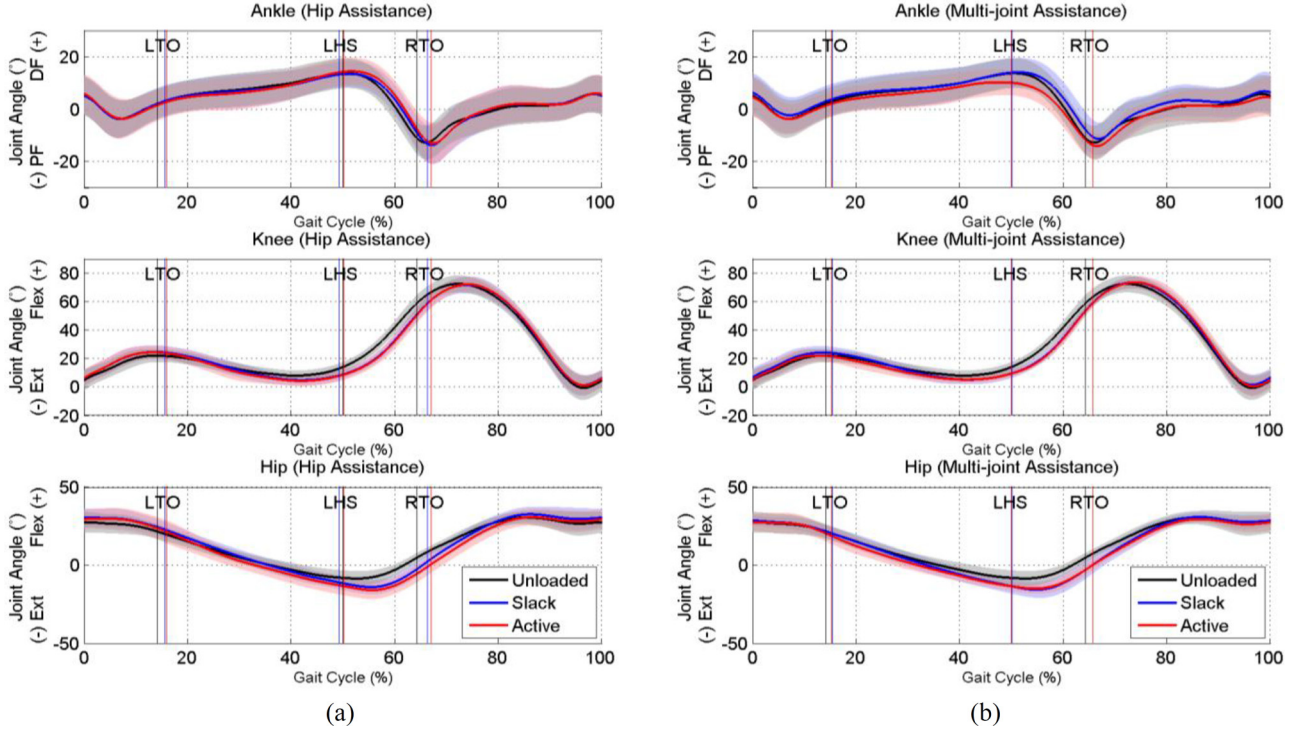 Ankle (Hip Assistance)
LTO LHS RTO
20
0
-20
Joint Angle (°)
(-) PF DF (+)
0 20 40 60 80 100
Gait Cycle (%)
Knee (Hip Assistance)
LTO LHS RTO
80
60
40
20
0
-20
Joint Angle (°)
(-) Ext Flex (+)
0 20 40 60 80 100
Gait Cycle (%)
Hip (Hip Assistance)
LTO LHS RTO
50
0
-50
Joint Angle (°)
(-) Ext Flex (+)
Unloaded
Slack
Active
0 20 40 60 80 100
Gait Cycle (%)
(a)
Ankle (Multi-joint Assistance)
LTO LHS RTO
20
0
-20
Joint Angle (°)
(-) PF DF (+)
0 20 40 60 80 100
Gait Cycle (%)
Knee (Multi-joint Assistance)
LTO LHS RTO
80
60
40
20
0
-20
Joint Angle (°)
(-) Ext Flex (+)
0 20 40 60 80 100
Gait Cycle (%)
Hip (Multi-joint Assistance)
LTO LHS RTO
50
0
-50
Joint Angle (°)
(-) Ext Flex (+)
Unloaded
Slack
Active
0 20 40 60 80 100
Gait Cycle (%)
(b)